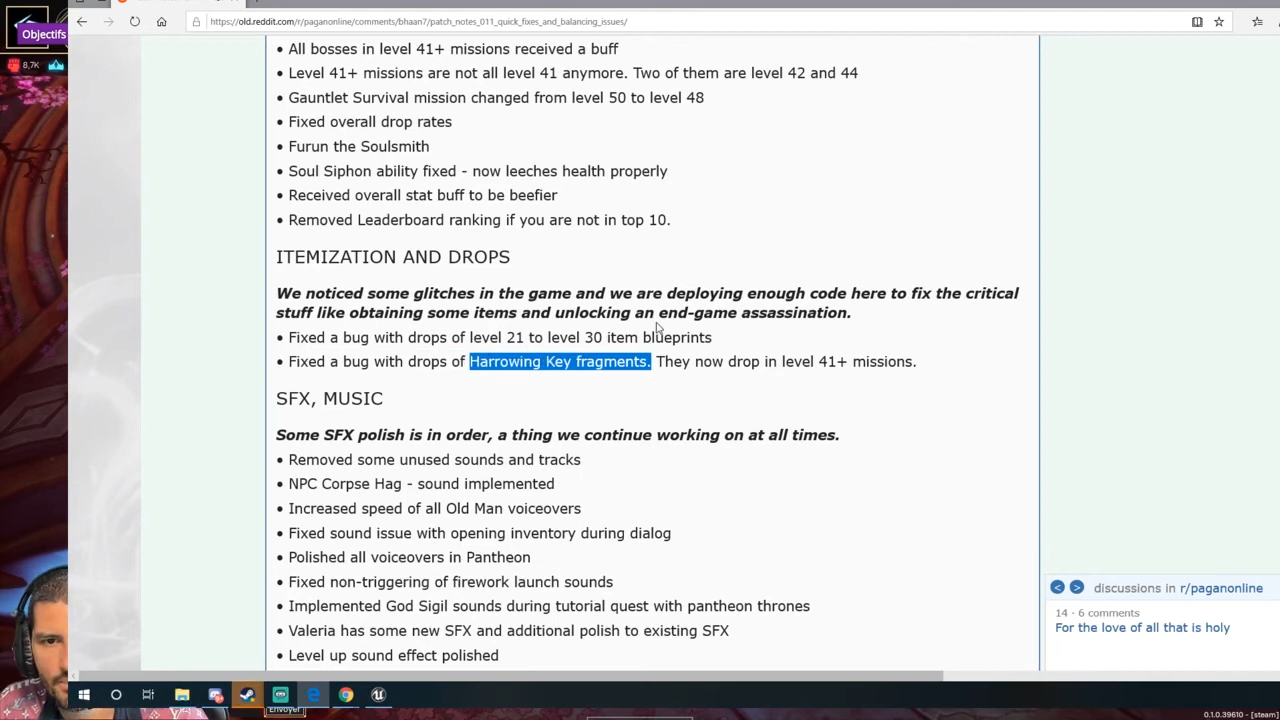 https://old.reddit.com/r/paganonline/comments/bhaan7/patch_notes_011_quick_fixes_and_balancing_issues/
Objectifs
8,7K
• All bosses in level 41+ missions received a buff
• Level 41+ missions are not all level 41 anymore. Two of them are level 42 and 44
• Gauntlet Survival mission changed from level 50 to level 48
• Fixed overall drop rates
• Furun the Soulsmith
• Soul Siphon ability fixed - now leeches health properly
• Received overall stat buff to be beefier
• Removed Leaderboard ranking if you are not in top 10.
ITEMIZATION AND DROPS
We noticed some glitches in the game and we are deploying enough code here to fix the critical
stuff like obtaining some items and unlocking an end-game assassination.
• Fixed a bug with drops of level 21 to level 30 item blueprints
• Fixed a bug with drops of Harrowing Key fragments. They now drop in level 41+ missions.
SFX, MUSIC
Some SFX polish is in order, a thing we continue working on at all times.
• Removed some unused sounds and tracks
• NPC Corpse Hag - sound implemented
• Increased speed of all Old Man voiceovers
• Fixed sound issue with opening inventory during dialog
• Polished all voiceovers in Pantheon
• Fixed non-triggering of firework launch sounds
• Implemented God Sigil sounds during tutorial quest with pantheon thrones
• Valeria has some new SFX and additional polish to existing SFX
• Level up sound effect polished
< > discussions in r/paganonline
14 · 6 comments
For the love of all that is holy
Envoyer
0.1.0.39610 - [steam]